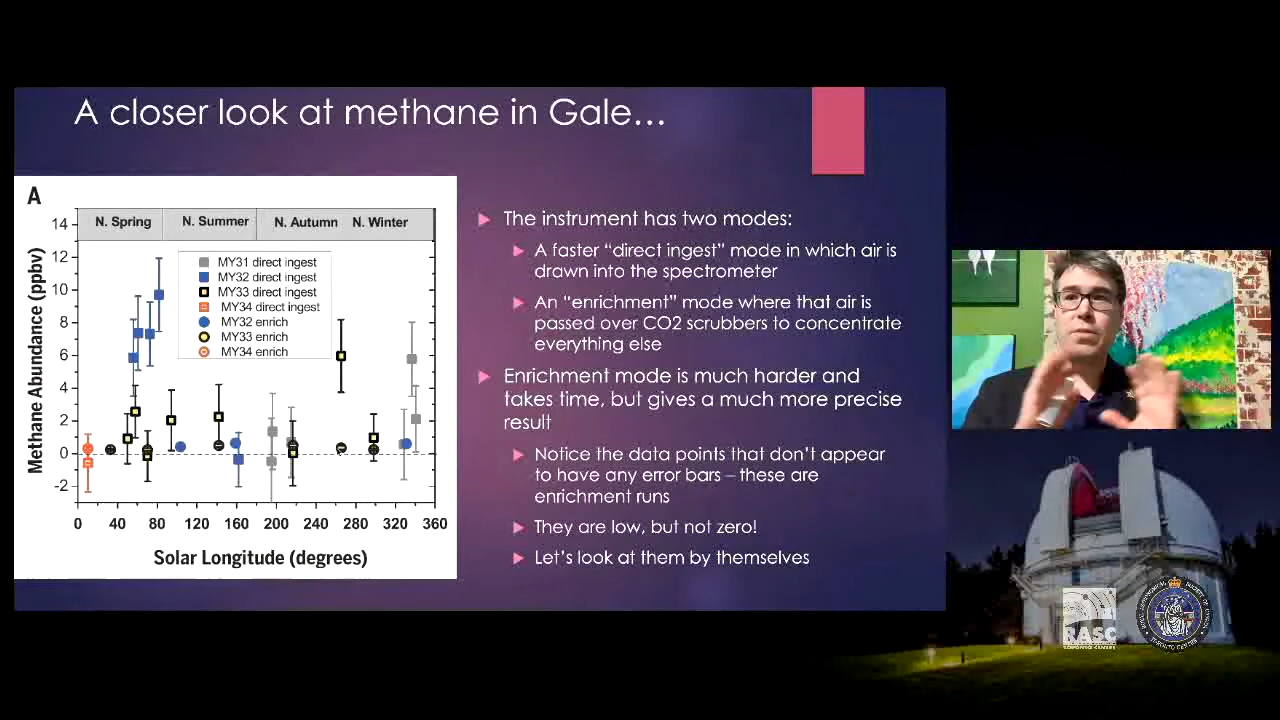 A closer look at methane in Gale…
A
N. Spring
N. Summer
N. Autumn
N. Winter
14
12
10
8
6
4
2
0
-2
Methane Abundance (ppbv)
MY31 direct ingest
MY32 direct ingest
MY33 direct ingest
MY34 direct ingest
MY32 enrich
MY33 enrich
MY34 enrich
0 40 80 120 160 200 240 280 320 360
Solar Longitude (degrees)
The instrument has two modes:
A faster “direct ingest” mode in which air is
drawn into the spectrometer
An “enrichment” mode where that air is
passed over CO2 scrubbers to concentrate
everything else
Enrichment mode is much harder and
takes time, but gives a much more precise
result
Notice the data points that don’t appear
to have any error bars – these are
enrichment runs
They are low, but not zero!
Let’s look at them by themselves
RASC
TORONTO CENTRE